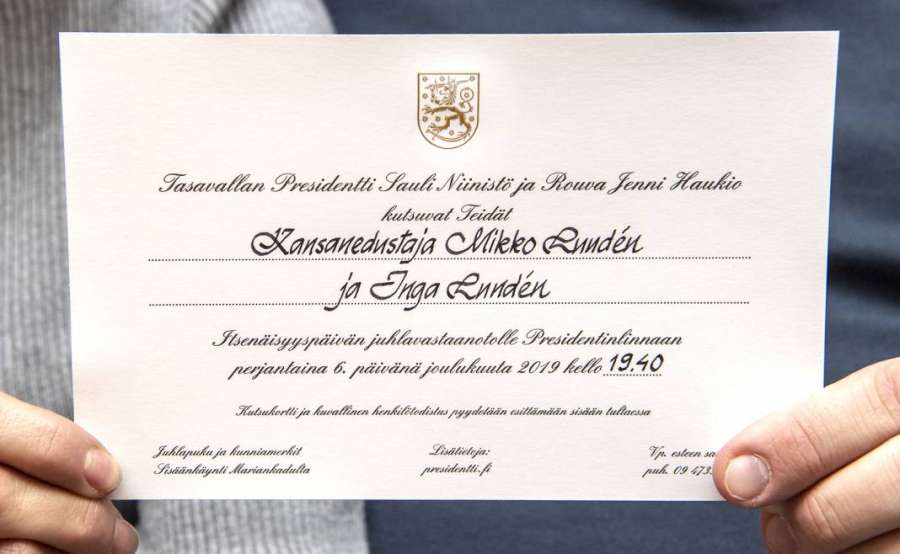 Tasavallan Presidentti Sauli Niinistö ja Rouva Jenni Haukio
kutsuvat Teidät
Kansanedustaja Mikko Lundén
ja Inga Lundén
Itsenäisyyspäivän juhlavastaanotolle Presidentinlinnaan
perjantaina 6. päivänä joulukuuta 2019 kello 19.40
Kutsukortti ja kuvallinen henkilötodistus pyydetään esittämään sisään tultaessa
Juhlapuku ja kunniamerkit
Sisäänkäynti Mariankadulta
Lisätietoja:
presidentti.fi
Vp. esteen sa
puh. 09 473